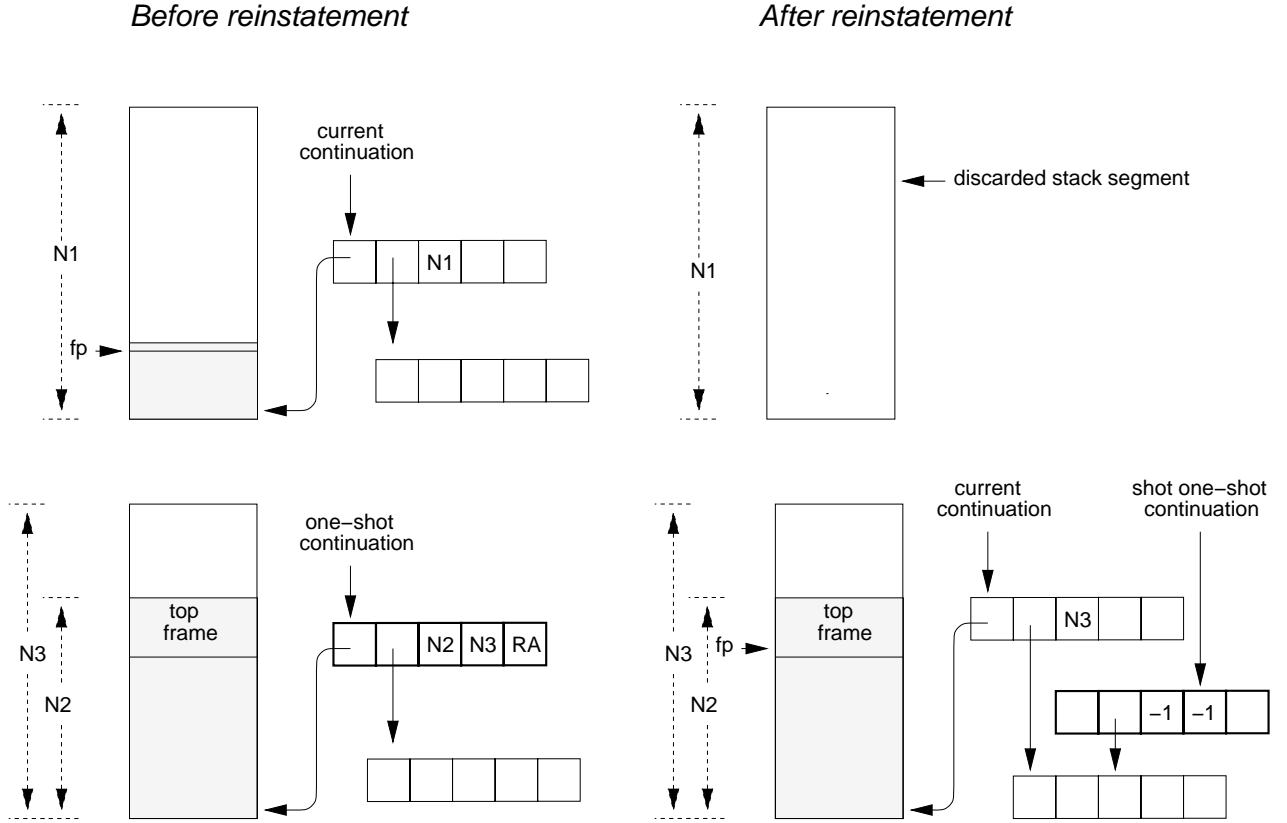 Before reinstatement
After reinstatement
current
continuation
N1
N1
fp
discarded stack segment
N1
one−shot
continuation
top
frame
N2
N3
RA
N3
N2
current
continuation
shot one−shot
continuation
top
frame
N3
N3
fp
N2
−1
−1